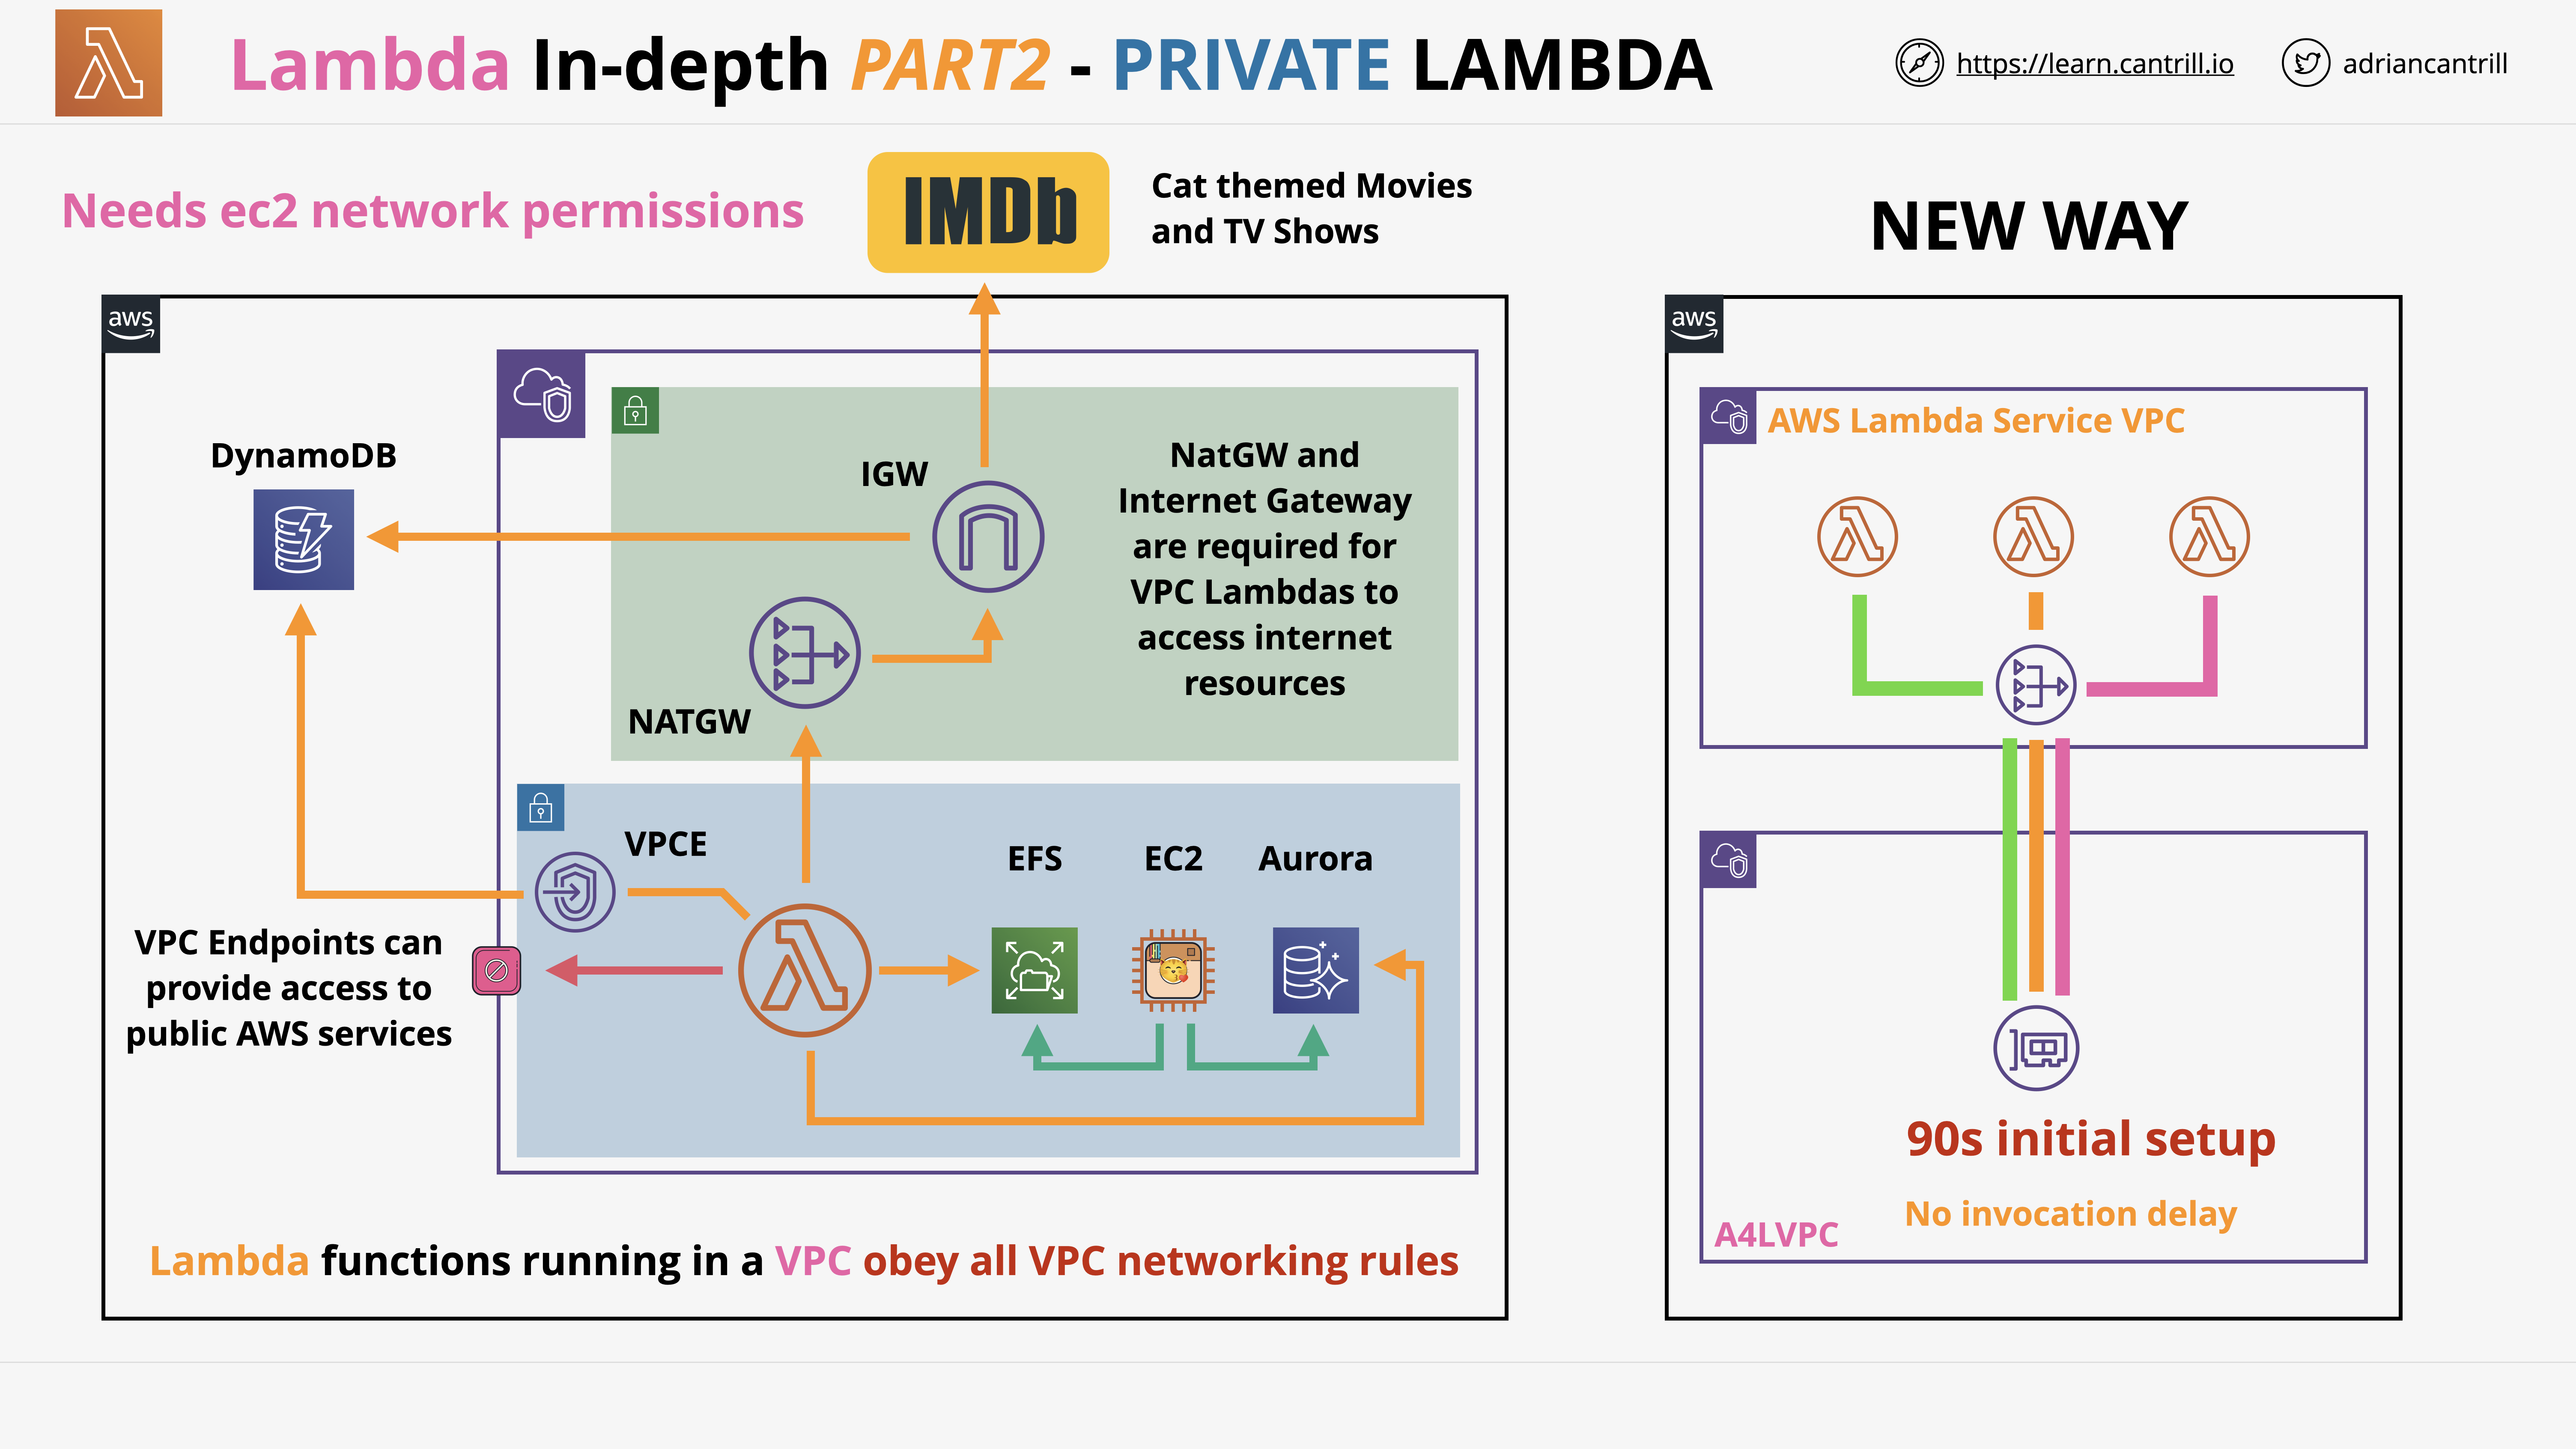 Lambda In-depth PART2 - PRIVATE LAMBDA
https://learn.cantrill.io
adriancantrill
Needs ec2 network permissions
IMDb
Cat themed Movies
and TV Shows
NEW WAY
aws
DynamoDB
IGW
NatGW and
Internet Gateway
are required for
VPC Lambdas to
access internet
resources
NATGW
VPCE
EFS
EC2
Aurora
VPC Endpoints can
provide access to
public AWS services
Lambda functions running in a VPC obey all VPC networking rules
aws
AWS Lambda Service VPC
90s initial setup
No invocation delay
A4LVPC